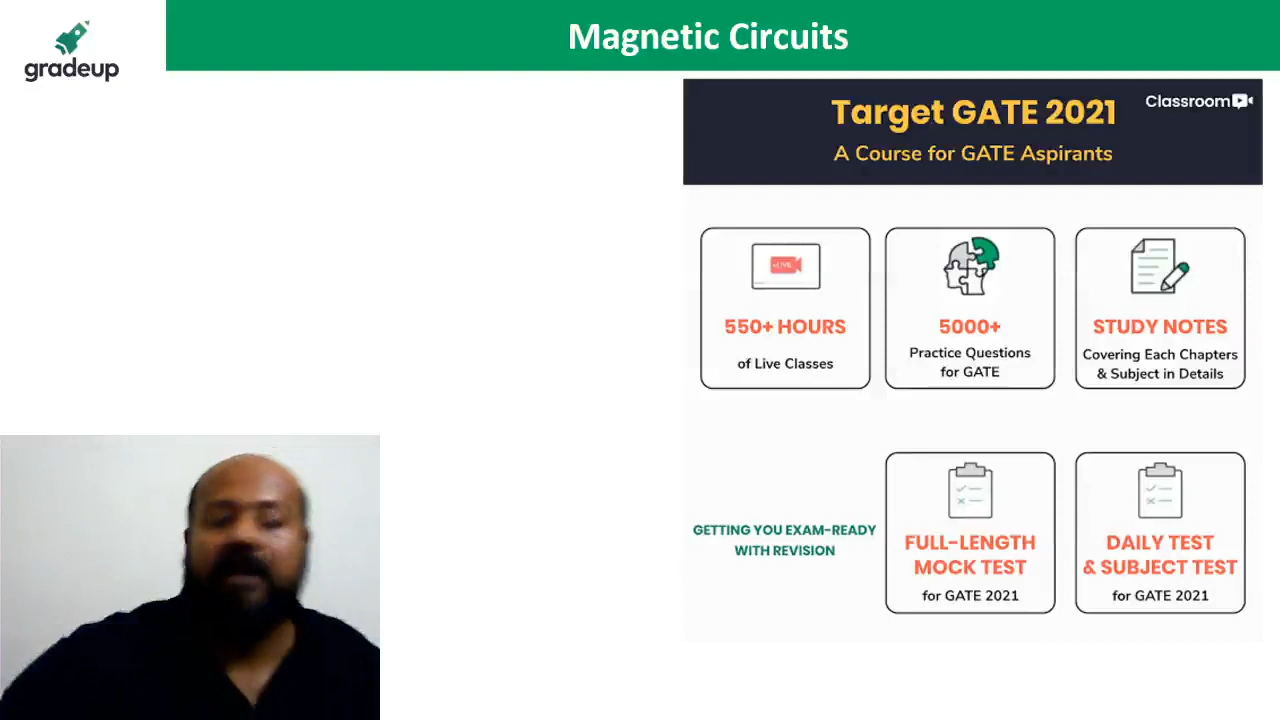 gradeup
Magnetic Circuits
Target GATE 2021
Classroom
A Course for GATE Aspirants
LIVE
550+ HOURS
of Live Classes
5000+
Practice Questions
for GATE
STUDY NOTES
Covering Each Chapters
& Subject in Details
GETTING YOU EXAM-READY
WITH REVISION
FULL-LENGTH
MOCK TEST
for GATE 2021
DAILY TEST
& SUBJECT TEST
for GATE 2021